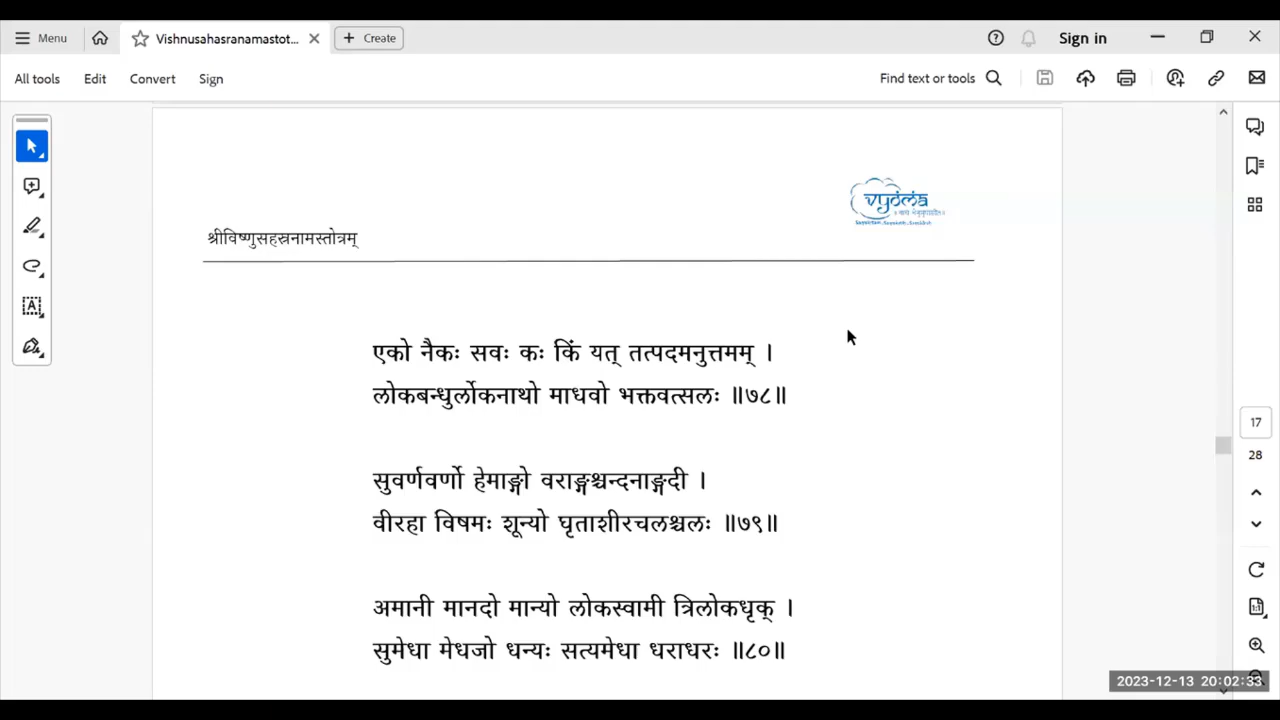 Menu
Vishnusahasranamastot...
Create
Sign in
All tools
Edit
Convert
Sign
Find text or tools
vyoma
श्रीविष्णुसहस्रनामस्तोत्रम्
एको नैकः सवः कः किं यत् तत्पदमनुत्तमम् ।
लोकबन्धुर्लोकनाथो माधवो भक्तवत्सलः ॥७८॥
सुवर्णवर्णो हेमाङ्गो वराङ्गश्चन्दनाङ्गदी ।
वीरहा विषमः शून्यो घृताशीरचलश्चलः ॥७९॥
अमानी मानदो मान्यो लोकस्वामी त्रिलोकधृक् ।
सुमेधा मेधजो धन्यः सत्यमेधा धराधरः ॥८०॥
17
28
1:1
2023-12-13 20:02:33